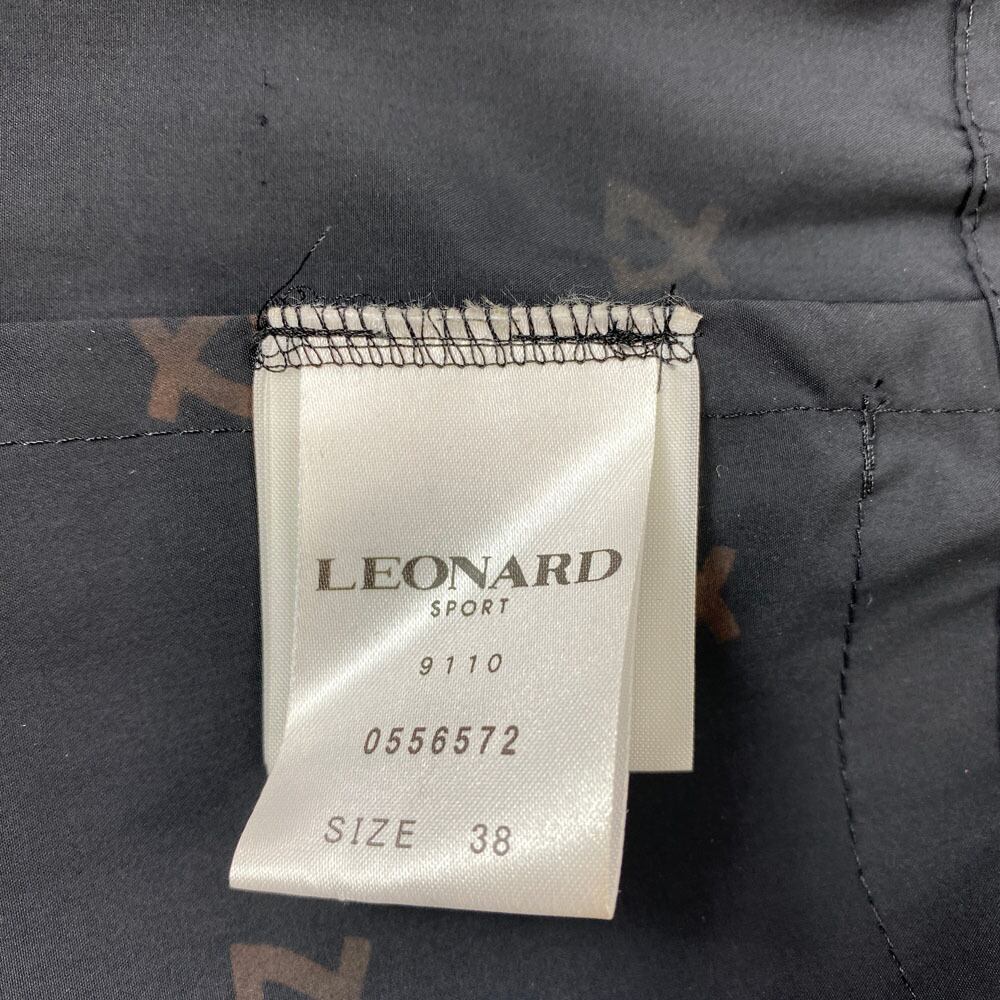 LEONARD
SPORT
9110
0556572
SIZE 38